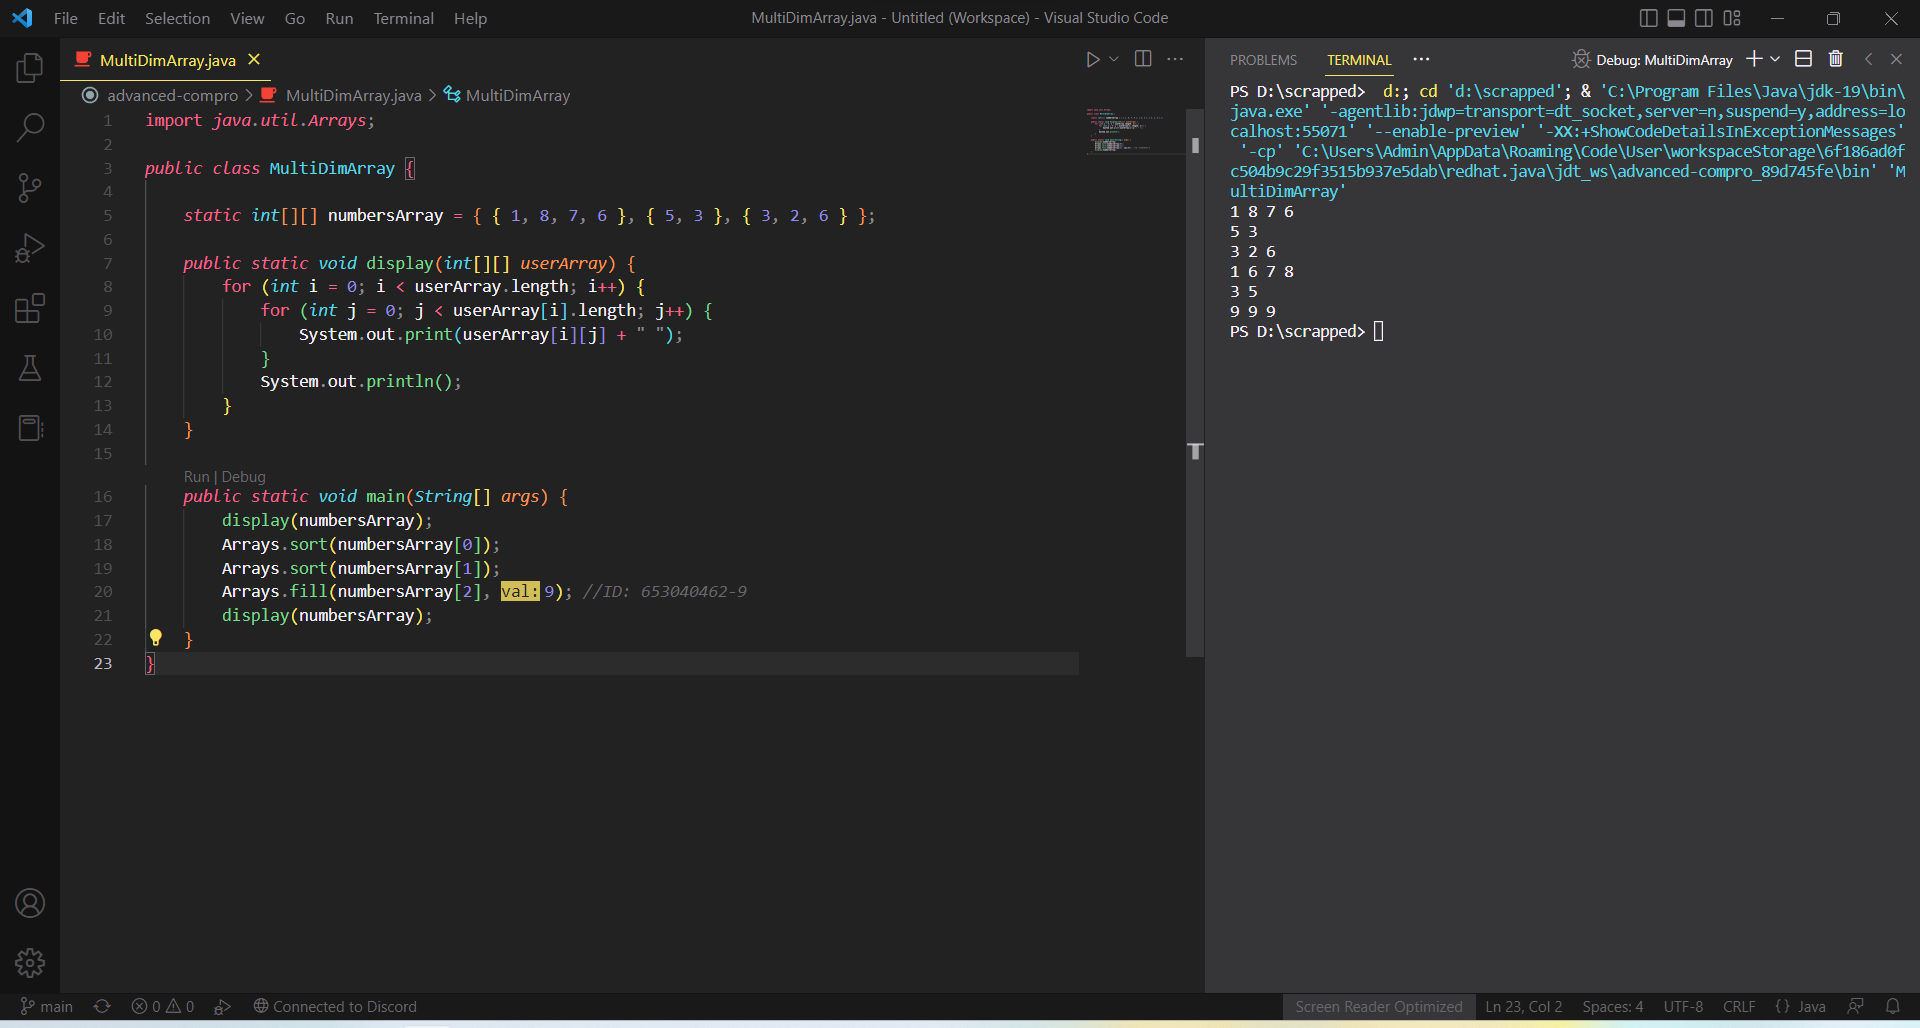 File Edit Selection View Go Run Terminal Help
MultiDimArray.java - Untitled (Workspace) - Visual Studio Code
MultiDimArray.java
advanced-compro > MultiDimArray.java > MultiDimArray
1 import java.util.Arrays;
2
3 public class MultiDimArray {
4
5 static int[][] numbersArray = { { 1, 8, 7, 6 }, { 5, 3 }, { 3, 2, 6 } };
6
7 public static void display(int[][] userArray) {
8 for (int i = 0; i < userArray.length; i++) {
9 for (int j = 0; j < userArray[i].length; j++) {
10 System.out.print(userArray[i][j] + " ");
11 }
12 System.out.println();
13 }
14 }
15
Run | Debug
16 public static void main(String[] args) {
17 display(numbersArray);
18 Arrays.sort(numbersArray[0]);
19 Arrays.sort(numbersArray[1]);
20 Arrays.fill(numbersArray[2], val: 9); //ID: 653040462-9
21 display(numbersArray);
22 }
23 }
PROBLEMS TERMINAL ··· Debug: MultiDimArray
PS D:\scrapped>  d:; cd 'd:\scrapped'; & 'C:\Program Files\Java\jdk-19\bin\
java.exe' '-agentlib:jdwp=transport=dt_socket,server=n,suspend=y,address=lo
calhost:55071' '--enable-preview' '-XX:+ShowCodeDetailsInExceptionMessages'
'-cp' 'C:\Users\Admin\AppData\Roaming\Code\User\workspaceStorage\6f186ad0f
c504b9c29f3515b937e5dab\redhat.java\jdt_ws\advanced-compro_89d745fe\bin' 'M
ultiDimArray'
1 8 7 6
5 3
3 2 6
1 6 7 8
3 5
9 9 9
PS D:\scrapped>
main 0 0 Connected to Discord
Screen Reader Optimized Ln 23, Col 2 Spaces: 4 UTF-8 CRLF {} Java